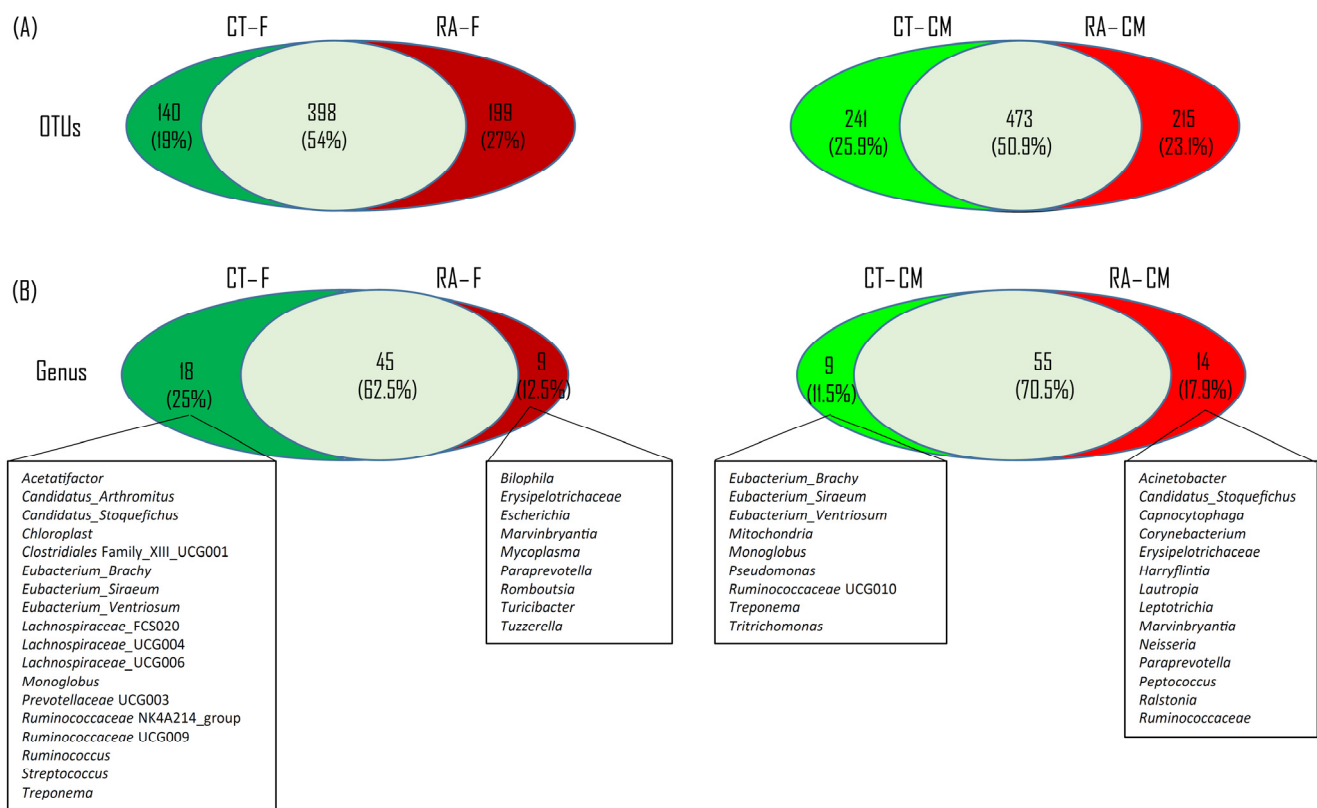 (A)
CT-F RA-F CT-CM RA-CM
OTUs
140
(19%)
398
(54%)
199
(27%)
241
(25.9%)
473
(50.9%)
215
(23.1%)
(B)
CT-F RA-F CT-CM RA-CM
Genus
18
(25%)
45
(62.5%)
9
(12.5%)
9
(11.5%)
55
(70.5%)
14
(17.9%)
Acetatifactor
Candidatus_Arthromitus
Candidatus_Stoquefichus
Chloroplast
Clostridiales Family_XIII_UCG001
Eubacterium_Brachy
Eubacterium_Siraeum
Eubacterium_Ventriosum
Lachnospiraceae_FCS020
Lachnospiraceae_UCG004
Lachnospiraceae_UCG006
Monoglobus
Prevotellaceae UCG003
Ruminococcaceae NK4A214_group
Ruminococcaceae UCG009
Ruminococcus
Streptococcus
Treponema
Bilophila
Erysipelotrichaceae
Escherichia
Marvinbryantia
Mycoplasma
Paraprevotella
Romboutsia
Turicibacter
Tuzzerella
Eubacterium_Brachy
Eubacterium_Siraeum
Eubacterium_Ventriosum
Mitochondria
Monoglobus
Pseudomonas
Ruminococcaceae UCG010
Treponema
Tritrichomonas
Acinetobacter
Candidatus_Stoquefichus
Capnocytophaga
Corynebacterium
Erysipelotrichaceae
Harryflintia
Lautropia
Leptotrichia
Marvinbryantia
Neisseria
Paraprevotella
Peptococcus
Ralstonia
Ruminococcaceae